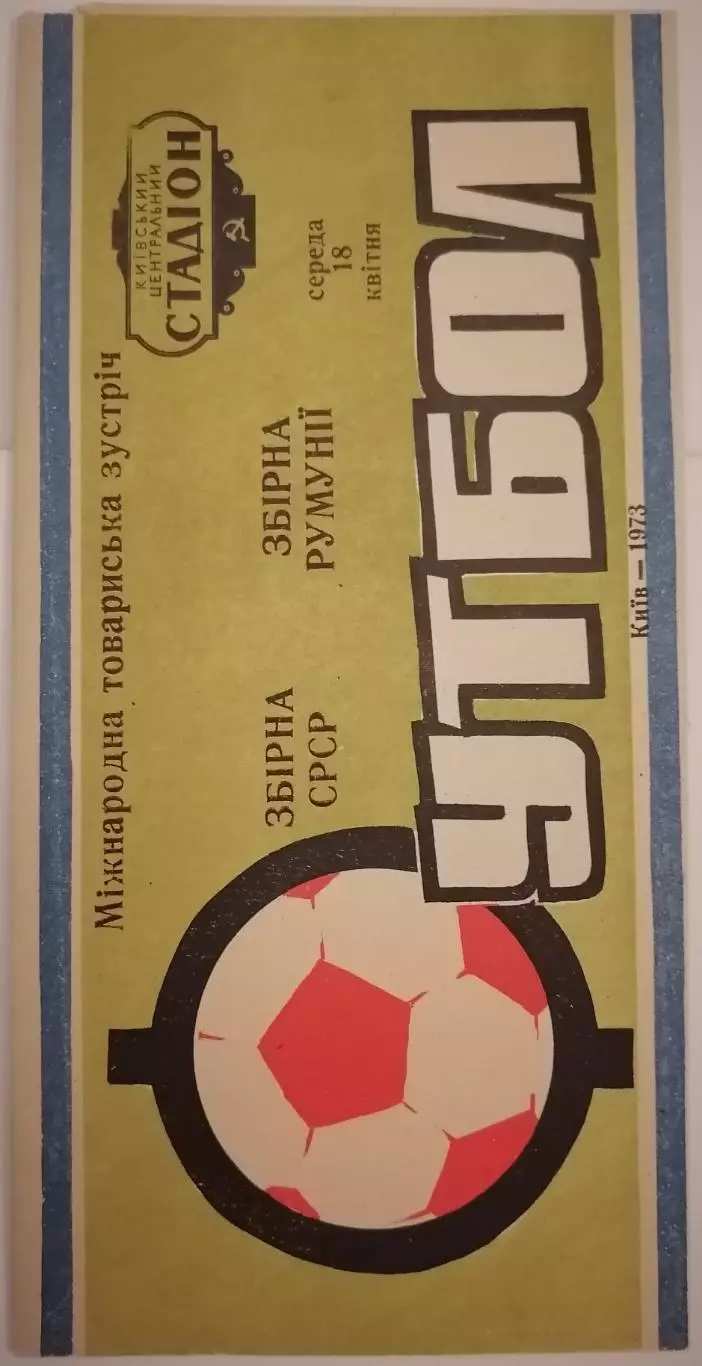 Міжнародна товариська зустріч
КИЇВСЬКИЙ
ЦЕНТРАЛЬНИЙ
СТАДІОН
ЗБІРНА
СРСР
ЗБІРНА
РУМУНІЇ
середа
18
квітня
ФУТБОЛ
Київ — 1973